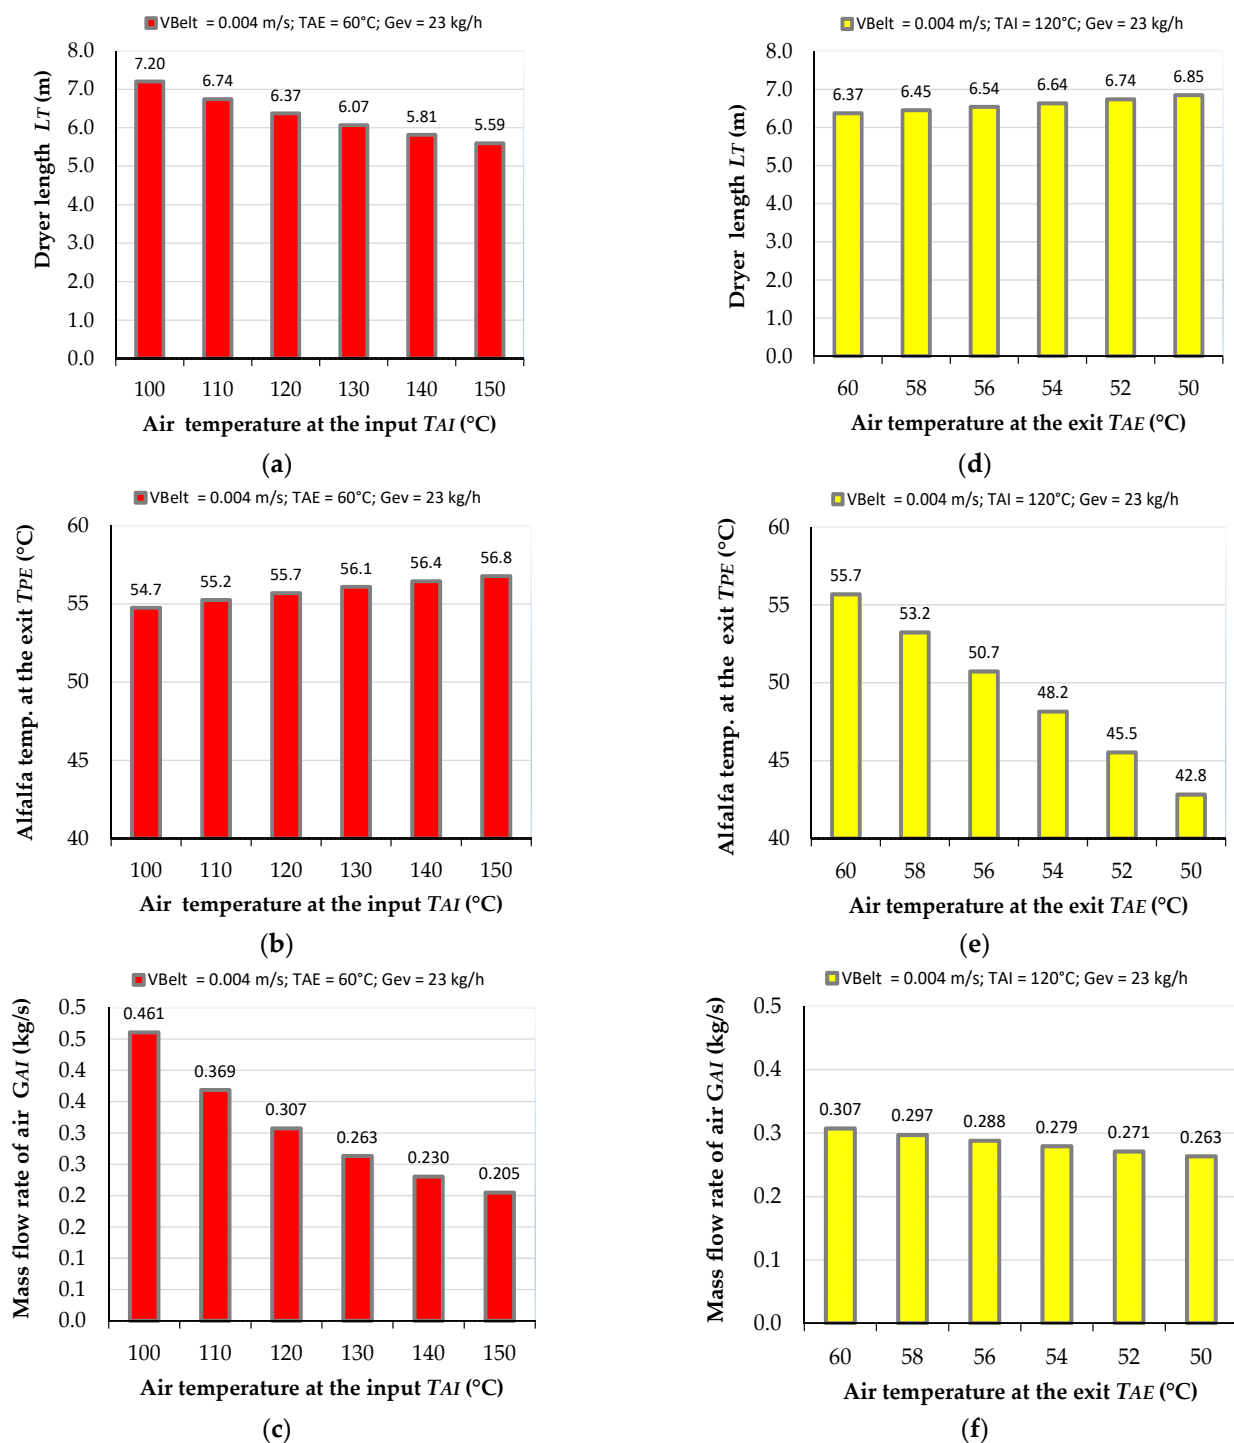 VBelt = 0.004 m/s; TAE = 60°C; Gev = 23 kg/h
8.0
7.0
6.0
5.0
4.0
3.0
2.0
1.0
0.0
7.20
6.74
6.37
6.07
5.81
5.59
100 110 120 130 140 150
Dryer length LT (m)
Air temperature at the input TAI (°C)
(a)
VBelt = 0.004 m/s; TAI = 120°C; Gev = 23 kg/h
8.0
7.0
6.0
5.0
4.0
3.0
2.0
1.0
0.0
6.37
6.45
6.54
6.64
6.74
6.85
60 58 56 54 52 50
Dryer length LT (m)
Air temperature at the exit TAE (°C)
(d)
VBelt = 0.004 m/s; TAE = 60°C; Gev = 23 kg/h
60
55
50
45
40
54.7
55.2
55.7
56.1
56.4
56.8
100 110 120 130 140 150
Alfalfa temp. at the exit TPE (°C)
Air temperature at the input TAI (°C)
(b)
VBelt = 0.004 m/s; TAI = 120°C; Gev = 23 kg/h
60
55
50
45
40
55.7
53.2
50.7
48.2
45.5
42.8
60 58 56 54 52 50
Alfalfa temp. at the exit TPE (°C)
Air temperature at the exit TAE (°C)
(e)
VBelt = 0.004 m/s; TAE = 60°C; Gev = 23 kg/h
0.5
0.5
0.4
0.4
0.3
0.3
0.2
0.2
0.1
0.1
0.0
0.461
0.369
0.307
0.263
0.230
0.205
100 110 120 130 140 150
Mass flow rate of air GAI (kg/s)
Air temperature at the input TAI (°C)
(c)
VBelt = 0.004 m/s; TAI = 120°C; Gev = 23 kg/h
0.5
0.4
0.3
0.2
0.1
0.0
0.307
0.297
0.288
0.279
0.271
0.263
60 58 56 54 52 50
Mass flow rate of air GAI (kg/s)
Air temperature at the exit TAE (°C)
(f)